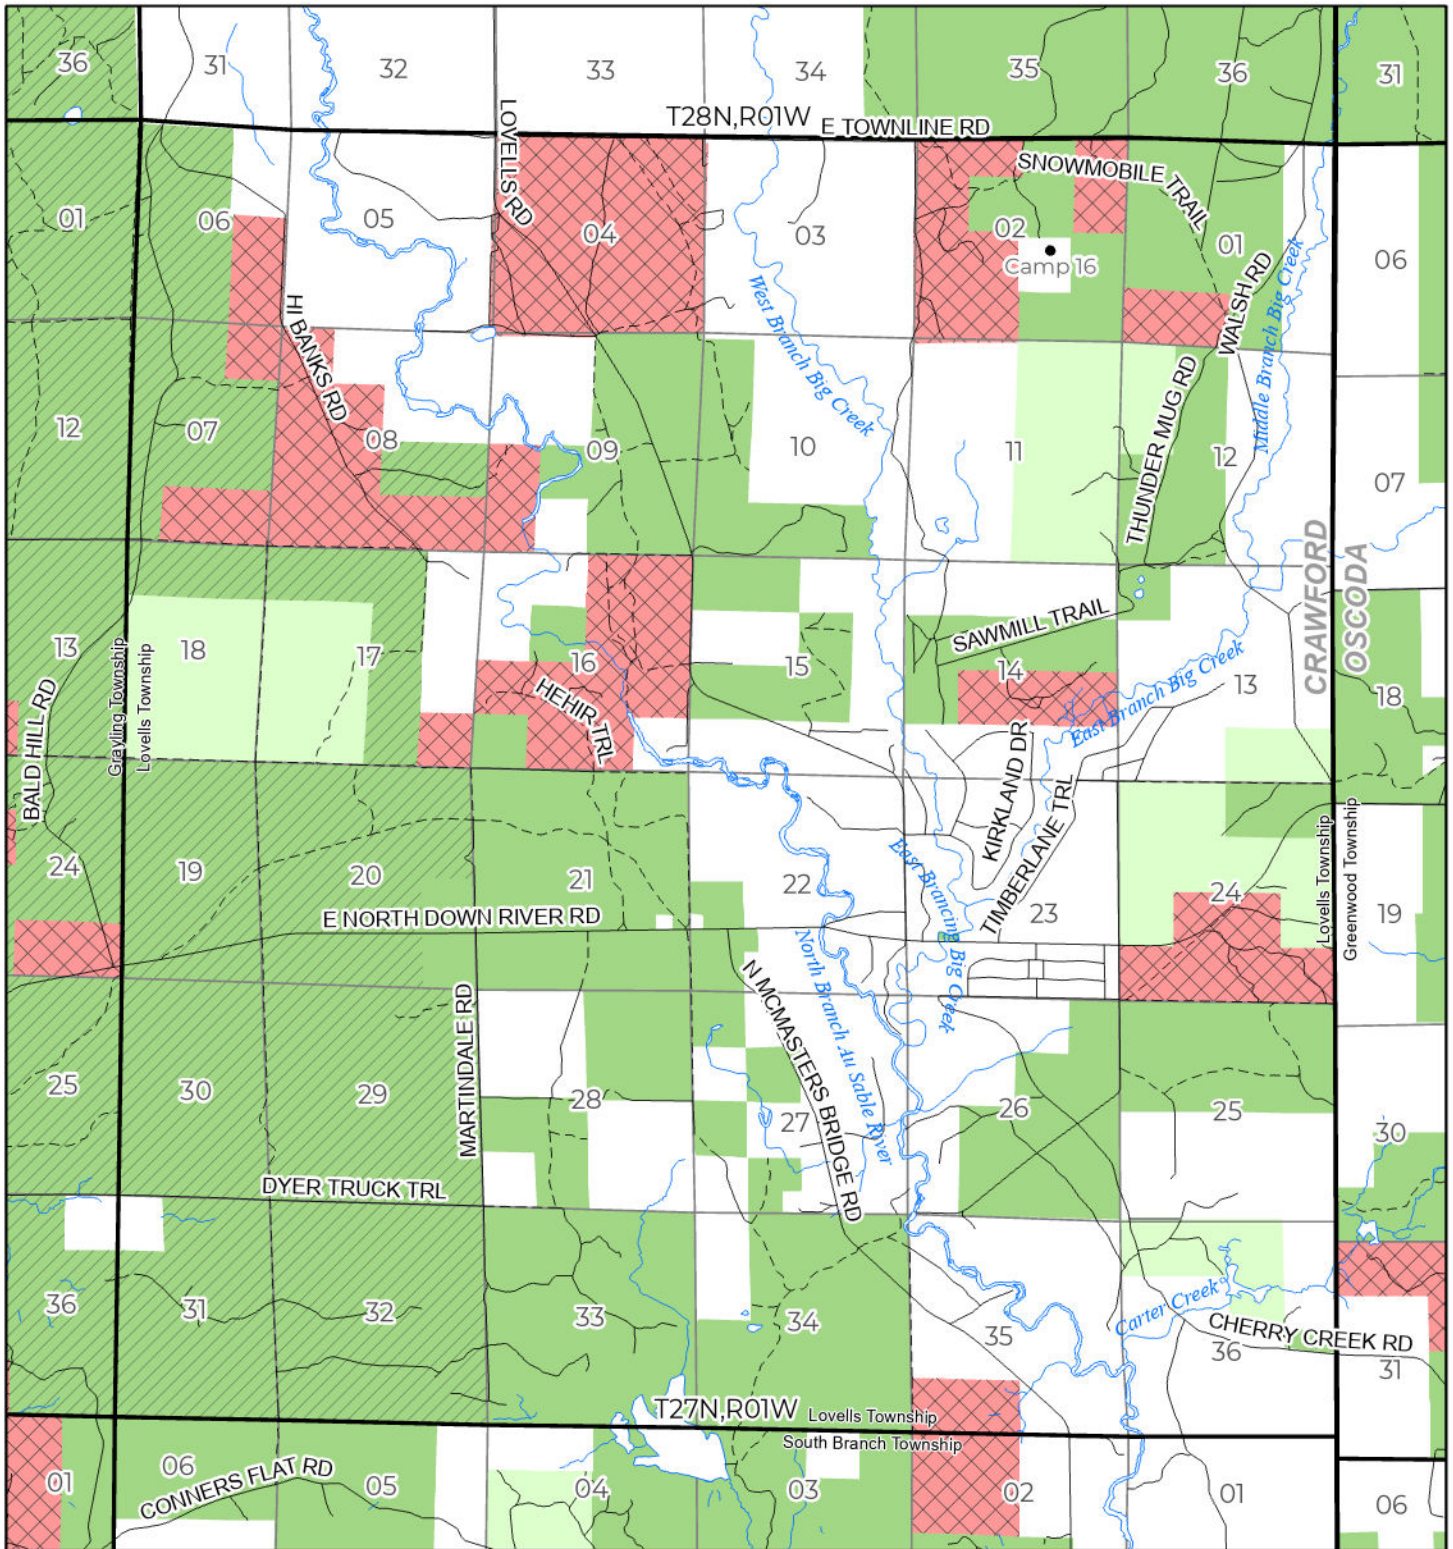 36
31
32
33
34
35
36
31
T28N,R01W
E TOWNLINE RD
LOVELLS RD
SNOWMOBILE TRAIL
01
06
05
04
03
02
Camp 16
01
06
WALSH RD
Middle Branch Big Creek
West Branch Big Creek
HI BANKS RD
THUNDER MUG RD
12
07
08
09
10
11
12
07
CRAWFORD
OSCODA
13
Grayling Township
Lovells Township
18
17
16
15
SAWMILL TRAIL
14
East Branch Big Creek
13
18
BALD HILL RD
HEHIR TRL
KIRKLAND DR
TIMBERLANE TRL
24
19
20
21
22
East Brancing Big Creek
23
24
Lovells Township
Greenwood Township
19
E NORTH DOWN RIVER RD
N MCMASTERS BRIDGE RD
North Branch Au Sable River
MARTINDALE RD
25
30
29
28
27
26
25
30
DYER TRUCK TRL
36
31
32
33
34
35
Carter Creek
CHERRY CREEK RD
36
31
T27N,R01W
Lovells Township
South Branch Township
01
06
CONNERS FLAT RD
05
04
03
02
01
06